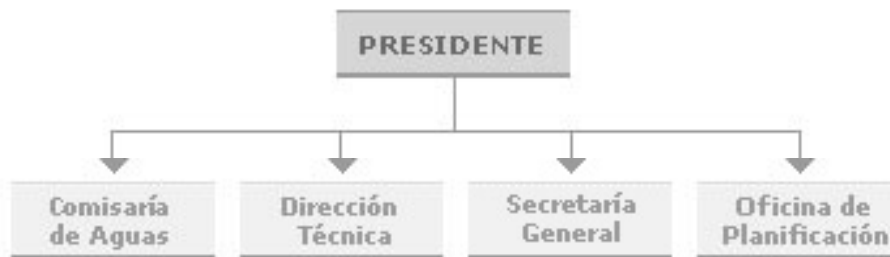 PRESIDENTE
Comisaría
de Aguas
Dirección
Técnica
Secretaría
General
Oficina de
Planificación